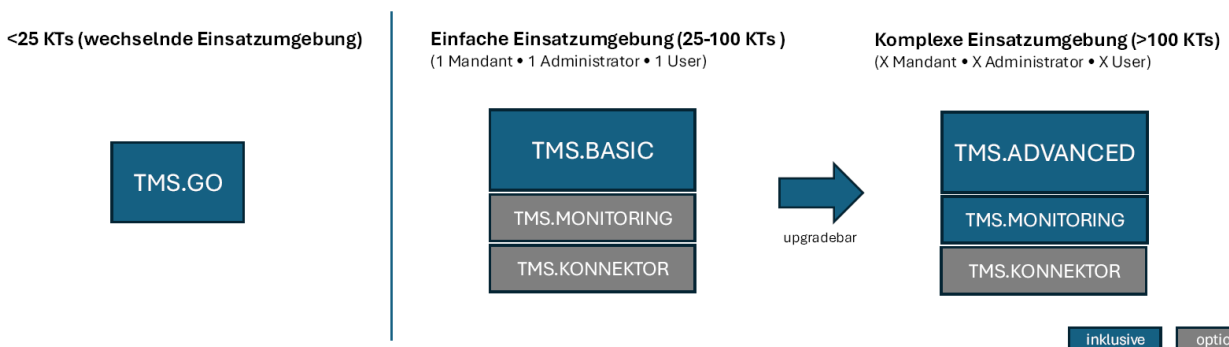 <25 KTs (wechselnde Einsatzumgebung)
TMS.GO
Einfache Einsatzumgebung (25-100 KTs )
(1 Mandant • 1 Administrator • 1 User)
TMS.BASIC
TMS.MONITORING
TMS.KONNEKTOR
upgradebar
Komplexe Einsatzumgebung (>100 KTs)
(X Mandant • X Administrator • X User)
TMS.ADVANCED
TMS.MONITORING
TMS.KONNEKTOR
inklusive